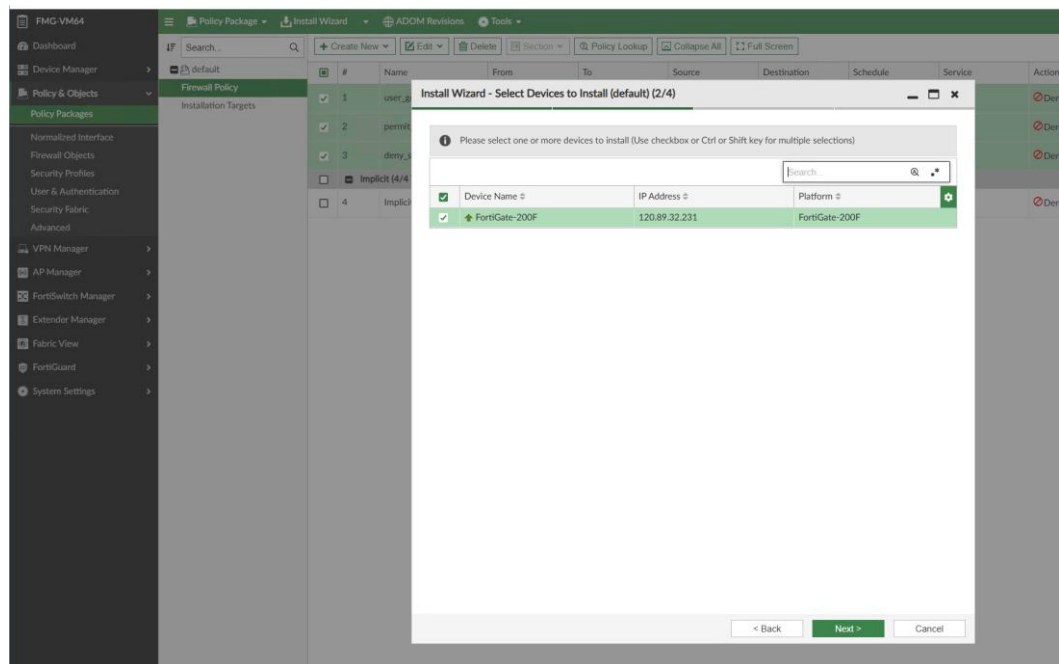 FMG-VM64
Policy Package
Install Wizard
ADOM Revisions
Tools
Dashboard
Device Manager
Policy & Objects
Policy Packages
Normalized Interface
Firewall Objects
Security Profiles
User & Authentication
Security Fabric
Advanced
VPN Manager
AP Manager
FortiSwitch Manager
Extender Manager
Fabric View
FortiGuard
System Settings
Search...
default
Firewall Policy
Installation Targets
+ Create New
Edit
Delete
Section
Policy Lookup
Collapse All
Full Screen
# Name From To Source Destination Schedule Service Action
1 user_g Den
2 permit Den
3 deny_s Den
Implicit (4/4
4 Implicit Den
Install Wizard - Select Devices to Install (default) (2/4)
Please select one or more devices to install (Use checkbox or Ctrl or Shift key for multiple selections)
Search...
Device Name IP Address Platform
FortiGate-200F 120.89.32.231 FortiGate-200F
< Back Next > Cancel